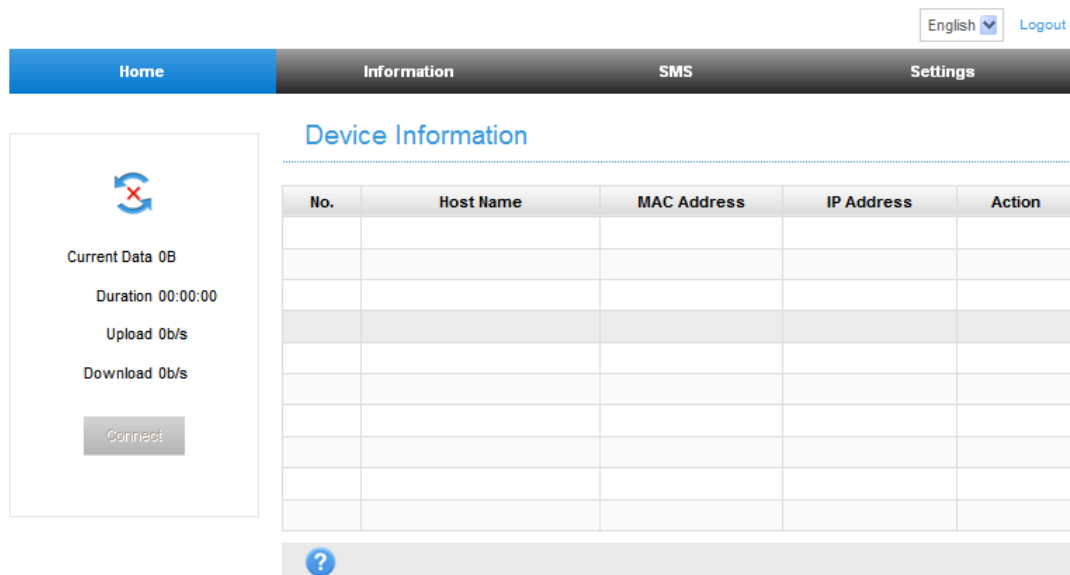 English Logout
Home Information SMS Settings
Device Information
No. Host Name MAC Address IP Address Action
Current Data 0B
Duration 00:00:00
Upload 0b/s
Download 0b/s
Connect
?